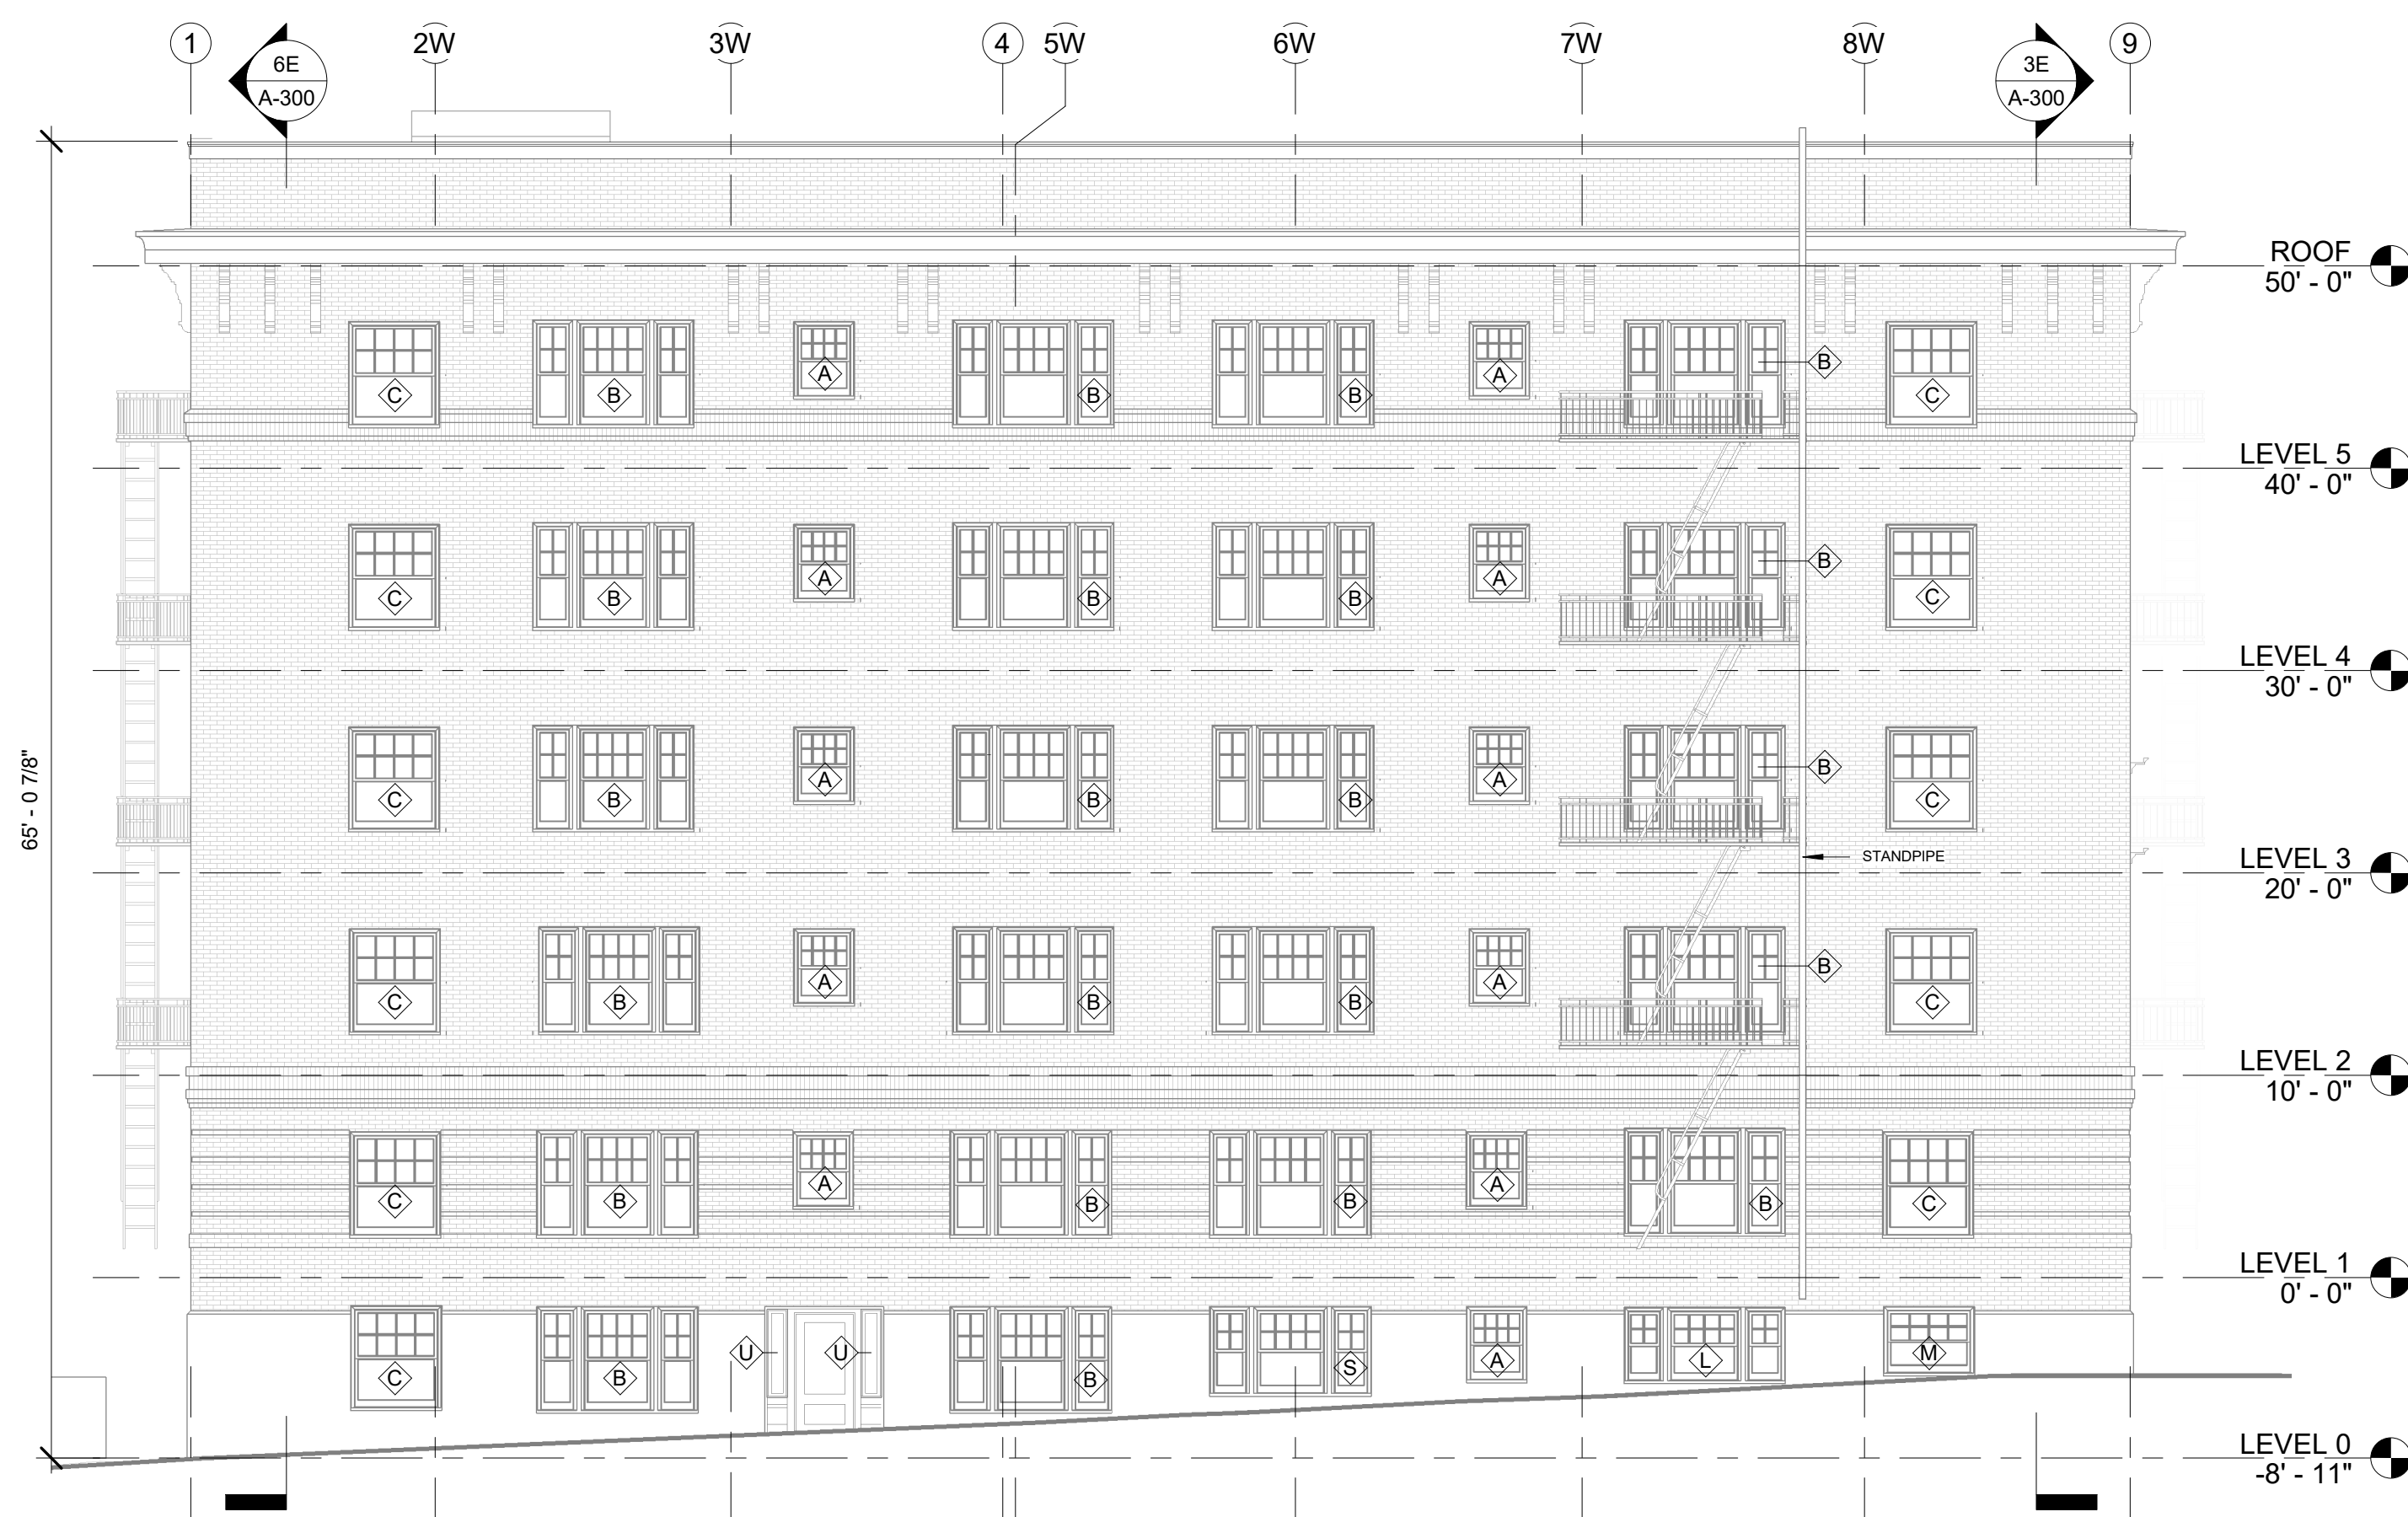 1
2W
3W
4
5W
6W
7W
8W
9
6E
A-300
3E
A-300
ROOF
50' - 0"
B
A
A
C
B
B
B
C
LEVEL 5
40' - 0"
B
A
A
C
B
B
B
C
LEVEL 4
30' - 0"
B
A
A
C
B
B
B
C
65' - 0 7/8"
STANDPIPE
LEVEL 3
20' - 0"
B
A
A
C
B
B
B
C
LEVEL 2
10' - 0"
A
A
C
B
B
B
B
C
LEVEL 1
0' - 0"
U
U
M
A
L
S
C
B
B
LEVEL 0
-8' - 11"